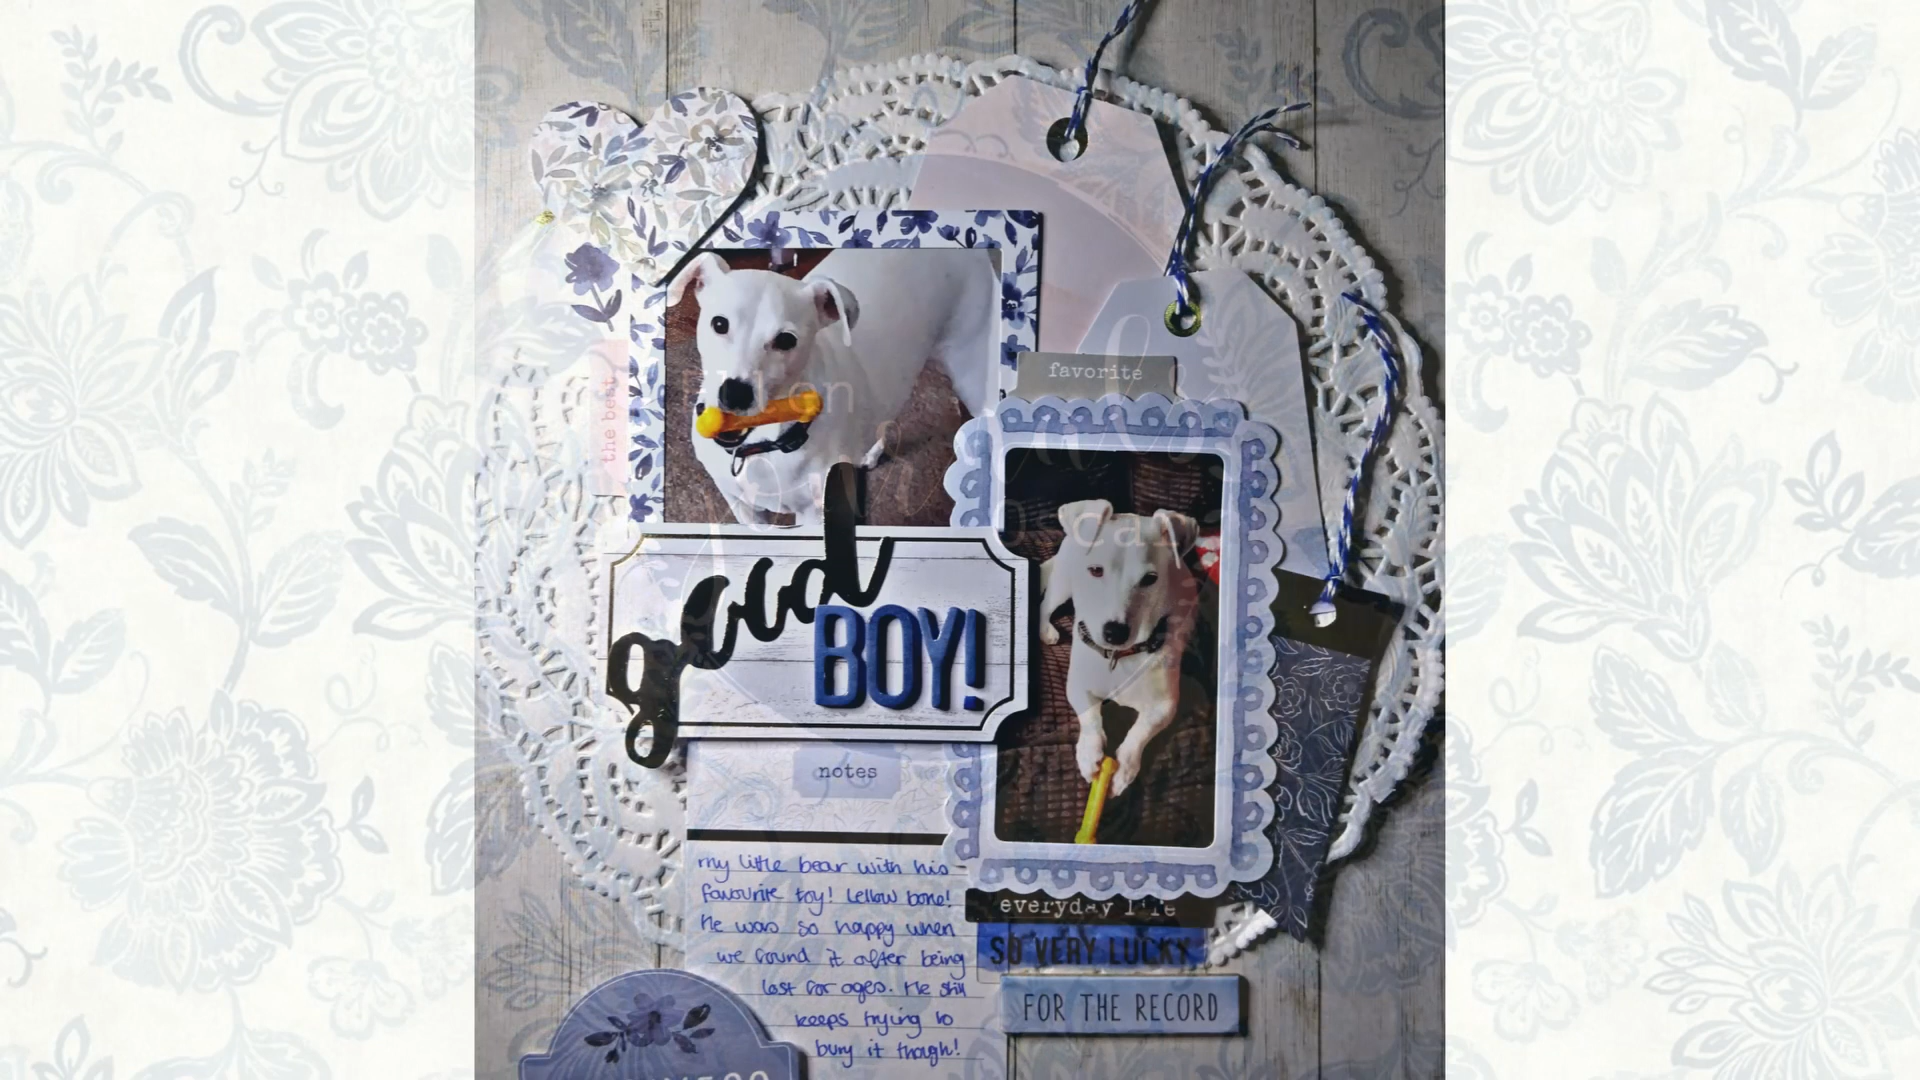 the best
favorite
good
BOY!
notes
my little bear with his
favourite toy! Yellow bone!
He was so happy when
we found it after being
lost for ages. He still
keeps trying to
bury it though!
everyday life
SO VERY LUCKY
FOR THE RECORD